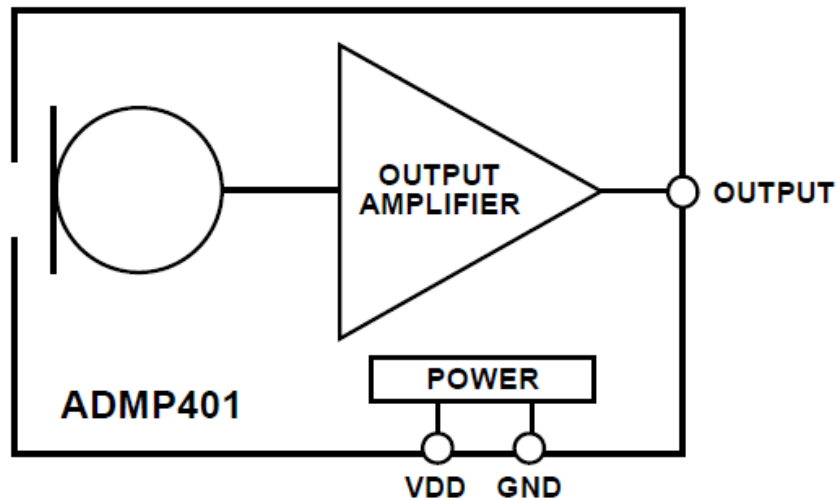 OUTPUT
AMPLIFIER
OUTPUT
POWER
ADMP401
VDD
GND